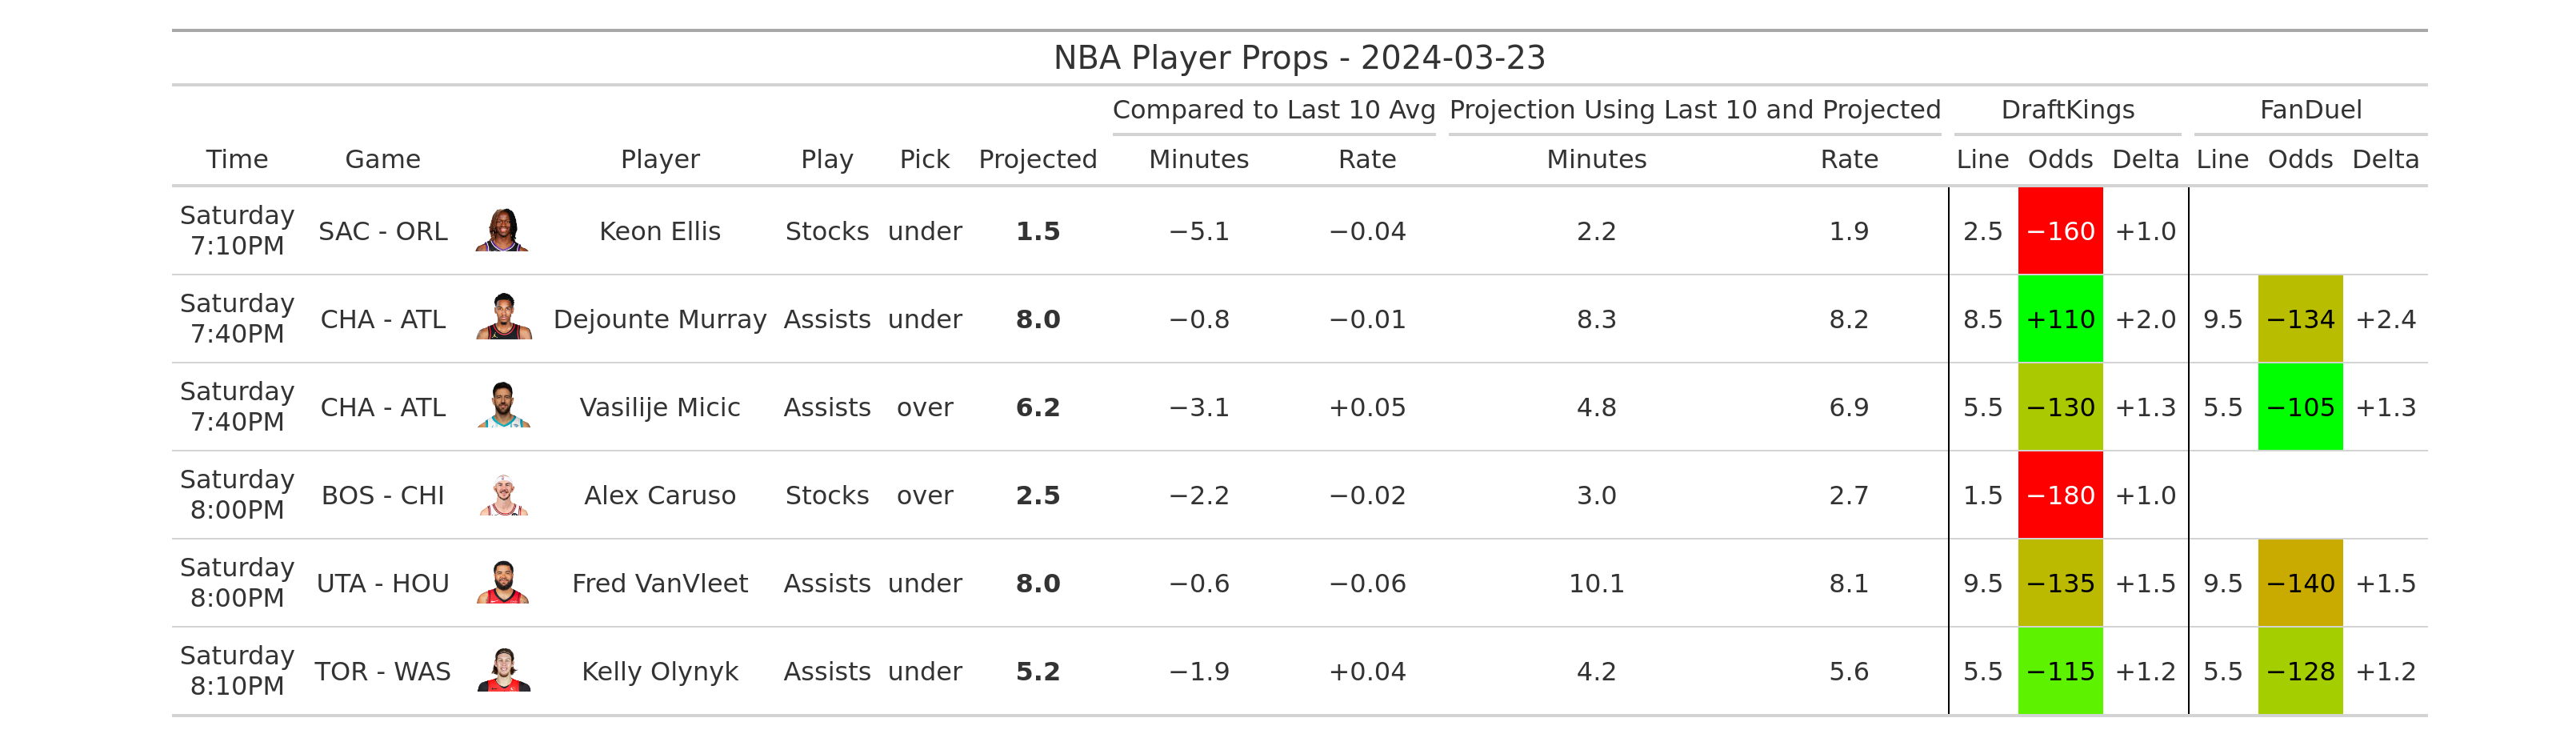 NBA Player Props - 2024-03-23
Compared to Last 10 Avg Projection Using Last 10 and Projected DraftKings FanDuel
Time Game Player Play Pick Projected Minutes Rate Minutes Rate Line Odds Delta Line Odds Delta
Saturday
7:10PM SAC - ORL Keon Ellis Stocks under 1.5 −5.1 −0.04 2.2 1.9 2.5 −160 +1.0
Saturday
7:40PM CHA - ATL Dejounte Murray Assists under 8.0 −0.8 −0.01 8.3 8.2 8.5 +110 +2.0 9.5 −134 +2.4
Saturday
7:40PM CHA - ATL Vasilije Micic Assists over 6.2 −3.1 +0.05 4.8 6.9 5.5 −130 +1.3 5.5 −105 +1.3
Saturday
8:00PM BOS - CHI Alex Caruso Stocks over 2.5 −2.2 −0.02 3.0 2.7 1.5 −180 +1.0
Saturday
8:00PM UTA - HOU Fred VanVleet Assists under 8.0 −0.6 −0.06 10.1 8.1 9.5 −135 +1.5 9.5 −140 +1.5
Saturday
8:10PM TOR - WAS Kelly Olynyk Assists under 5.2 −1.9 +0.04 4.2 5.6 5.5 −115 +1.2 5.5 −128 +1.2